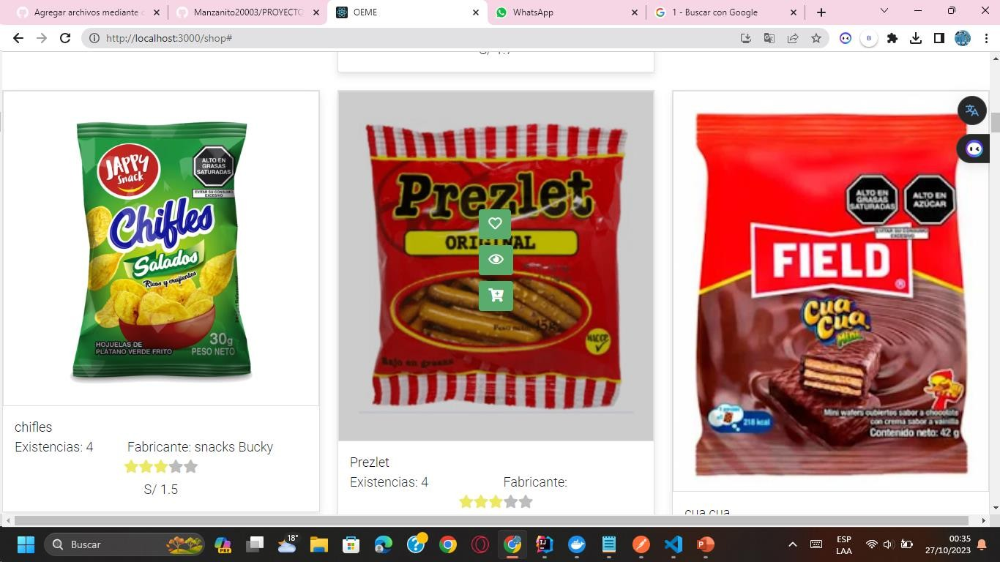 Agregar archivos mediante
Manzanito20003/PROYECTO
OEME
WhatsApp
1 - Buscar con Google
http://localhost:3000/shop#
B
JAPPY
Snack
ALTO EN
GRASAS
SATURADAS
EVITAR SU CONSUMO
EXCESIVO
Chifles
Salados
Ricos y crujientes
HOJUELAS DE
PLÁTANO VERDE FRITO
30g
PESO NETO
chifles
Existencias: 4 Fabricante: snacks Bucky
S/ 1.5
Prezlet
ORIGINAL
Peso neto: 45g
Bajo en grasas
Prezlet
Existencias: 4 Fabricante:
ALTO EN
GRASAS
SATURADAS
ALTO EN
AZÚCAR
EVITAR SU CONSUMO
EXCESIVO
FIELD
®
Cua
Cua
Mini
218 kcal
Mini wafers cubiertos sabor a chocolate
con crema sabor a vainilla
Contenido neto: 42 g
cua cua
Buscar
PRE
18°
ESP
LAA
00:35
27/10/2023